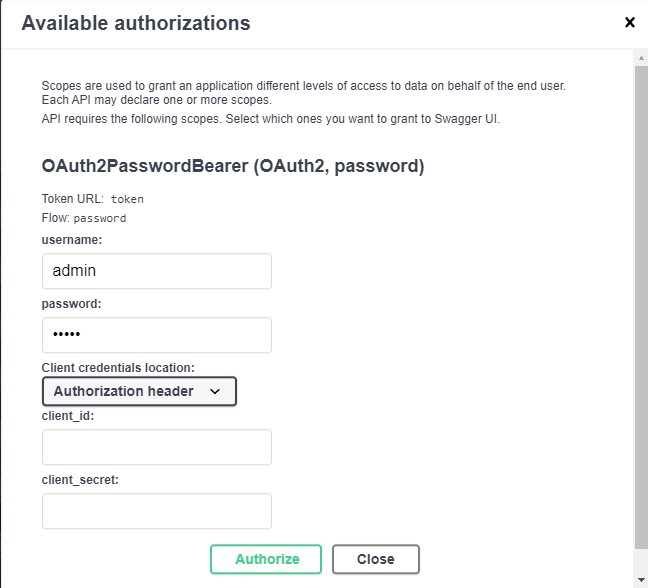 Available authorizations
Scopes are used to grant an application different levels of access to data on behalf of the end user.
Each API may declare one or more scopes.
API requires the following scopes. Select which ones you want to grant to Swagger UI.
OAuth2PasswordBearer (OAuth2, password)
Token URL: token
Flow: password
username:
admin
password:
•••••
Client credentials location:
Authorization header
client_id:
client_secret:
Authorize Close